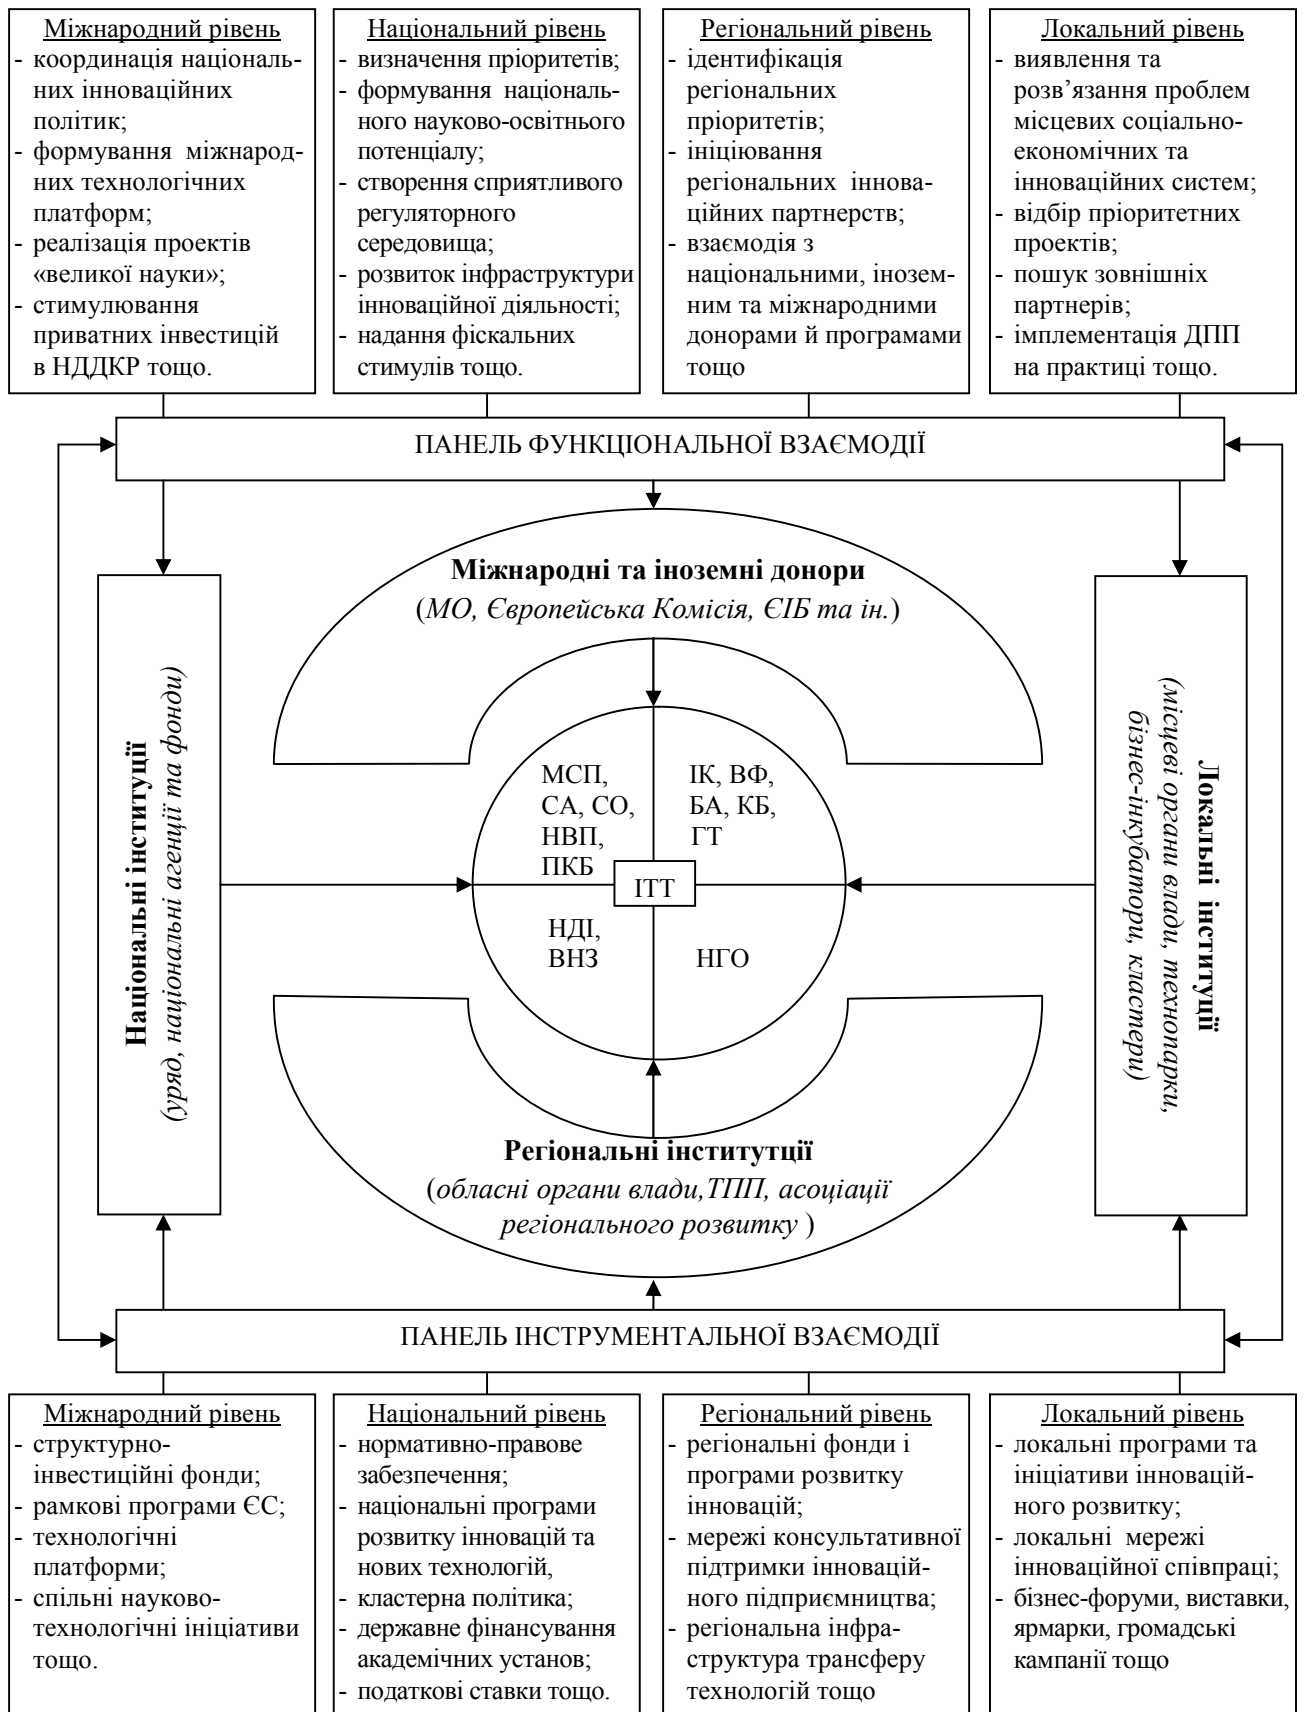 Міжнародний рівень
- координація національ-
них інноваційних
політик;
- формування міжнарод-
них технологічних
платформ;
- реалізація проектів
«великої науки»;
- стимулювання
приватних інвестицій
в НДДКР тощо.
Національний рівень
- визначення пріоритетів;
- формування національ-
ного науково-освітнього
потенціалу;
- створення сприятливого
регуляторного
середовища;
- розвиток інфраструктури
інноваційної діяльності;
- надання фіскальних
стимулів тощо.
Регіональний рівень
- ідентифікація
регіональних
пріоритетів;
- ініціювання
регіональних іннова-
ційних партнерств;
- взаємодія з
національними, інозем-
ним та міжнародними
донорами й програмами
тощо
Локальний рівень
- виявлення та
розв’язання проблем
місцевих соціально-
економічних та
інноваційних систем;
- відбір пріоритетних
проектів;
- пошук зовнішніх
партнерів;
- імплементація ДПП
на практиці тощо.
ПАНЕЛЬ ФУНКЦІОНАЛЬНОЇ ВЗАЄМОДІЇ
Міжнародні та іноземні донори
(МО, Європейська Комісія, ЄІБ та ін.)
Національні інституції
(уряд, національні агенції та фонди)
МСП,
СА, СО,
НВП,
ПКБ
ІК, ВФ,
БА, КБ,
ГТ
ІТТ
НДІ,
ВНЗ
НГО
Локальні інституції
(місцеві органи влади, технопарки,
бізнес-інкубатори, кластери)
Регіональні інститутції
(обласні органи влади,ТПП, асоціації
регіонального розвитку )
ПАНЕЛЬ ІНСТРУМЕНТАЛЬНОЇ ВЗАЄМОДІЇ
Міжнародний рівень
- структурно-
інвестиційні фонди;
- рамкові програми ЄС;
- технологічні
платформи;
- спільні науково-
технологічні ініціативи
тощо.
Національний рівень
- нормативно-правове
забезпечення;
- національні програми
розвитку інновацій та
нових технологій,
- кластерна політика;
- державне фінансування
академічних установ;
- податкові ставки тощо.
Регіональний рівень
- регіональні фонди і
програми розвитку
інновацій;
- мережі консультативної
підтримки інновацій-
ного підприємництва;
- регіональна інфра-
структура трансферу
технологій тощо
Локальний рівень
- локальні програми та
ініціативи інновацій-
ного розвитку;
- локальні мережі
інноваційної співпраці;
- бізнес-форуми, виставки,
ярмарки, громадські
кампанії тощо